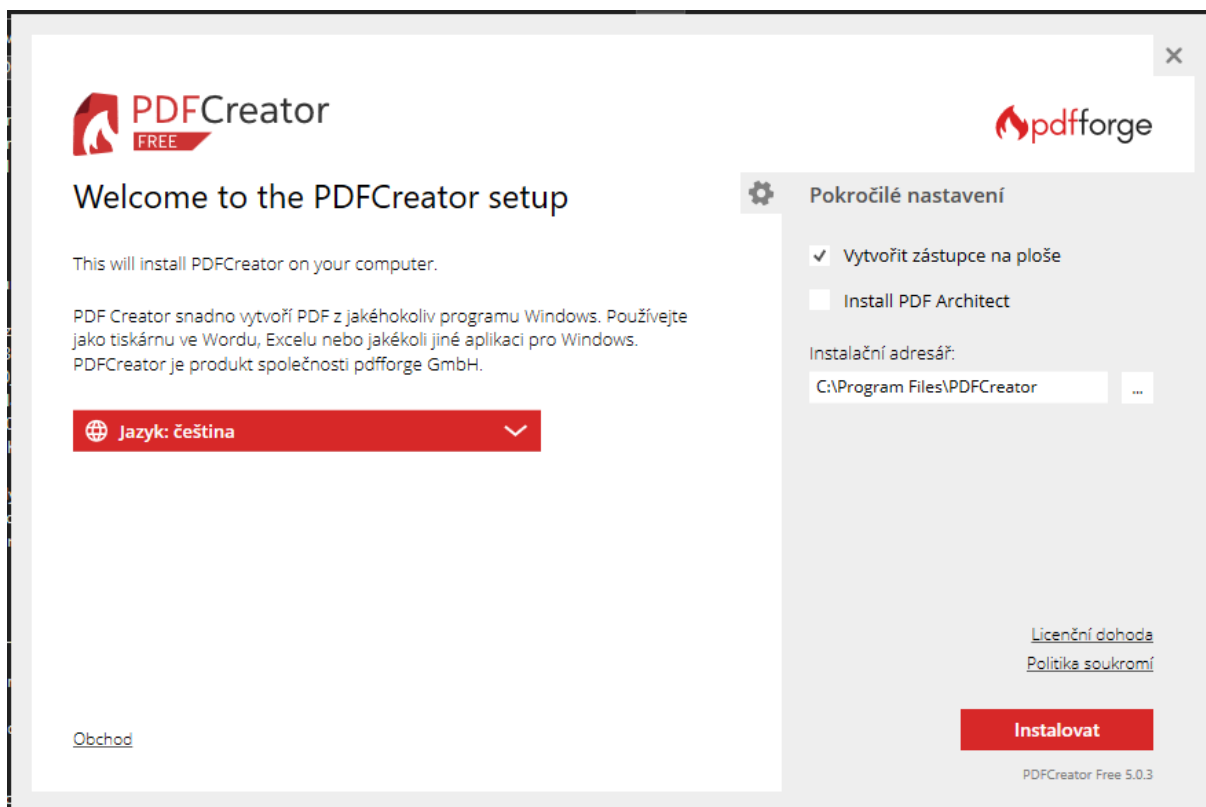 PDFCreator
FREE
pdfforge
Welcome to the PDFCreator setup
This will install PDFCreator on your computer.
PDF Creator snadno vytvoří PDF z jakéhokoliv programu Windows. Používejte
jako tiskárnu ve Wordu, Excelu nebo jakékoli jiné aplikaci pro Windows.
PDFCreator je produkt společnosti pdfforge GmbH.
Jazyk: čeština
Obchod
Pokročilé nastavení
Vytvořit zástupce na ploše
Install PDF Architect
Instalační adresář:
C:\Program Files\PDFCreator
...
Licenční dohoda
Politika soukromí
Instalovat
PDFCreator Free 5.0.3